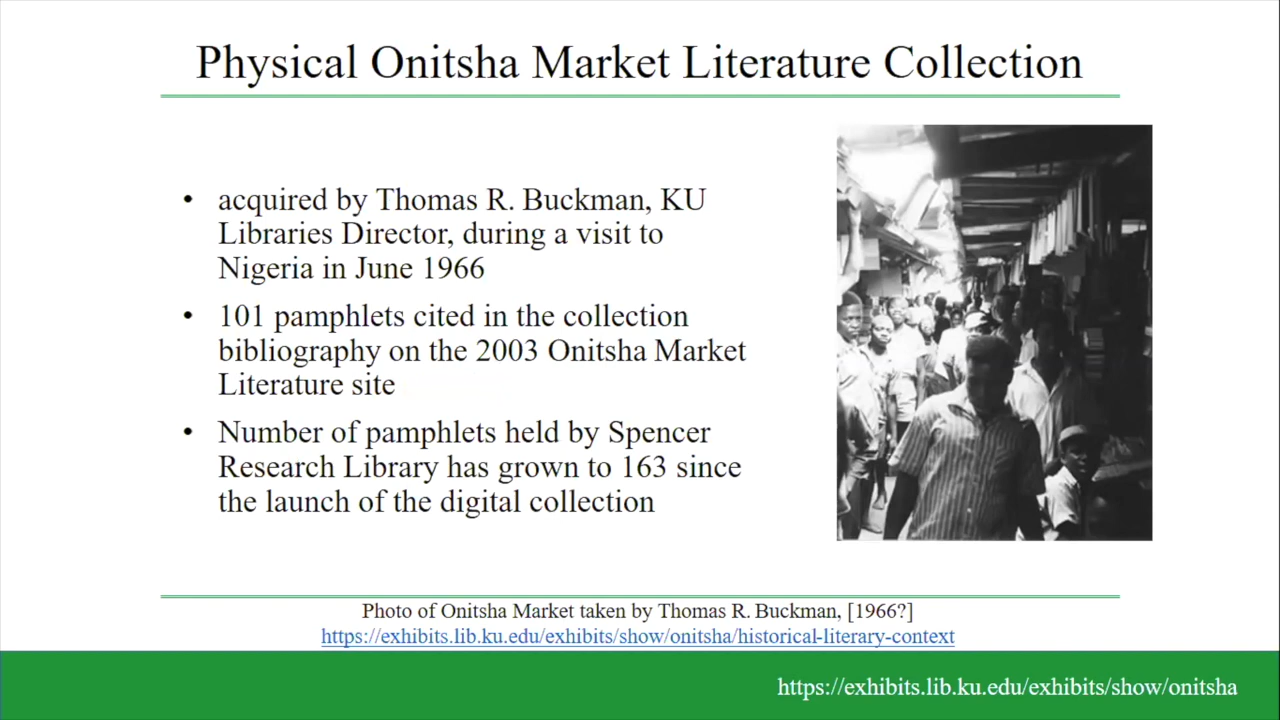 Physical Onitsha Market Literature Collection
• acquired by Thomas R. Buckman, KU
Libraries Director, during a visit to
Nigeria in June 1966
• 101 pamphlets cited in the collection
bibliography on the 2003 Onitsha Market
Literature site
• Number of pamphlets held by Spencer
Research Library has grown to 163 since
the launch of the digital collection
Photo of Onitsha Market taken by Thomas R. Buckman, [1966?]
https://exhibits.lib.ku.edu/exhibits/show/onitsha/historical-literary-context
https://exhibits.lib.ku.edu/exhibits/show/onitsha